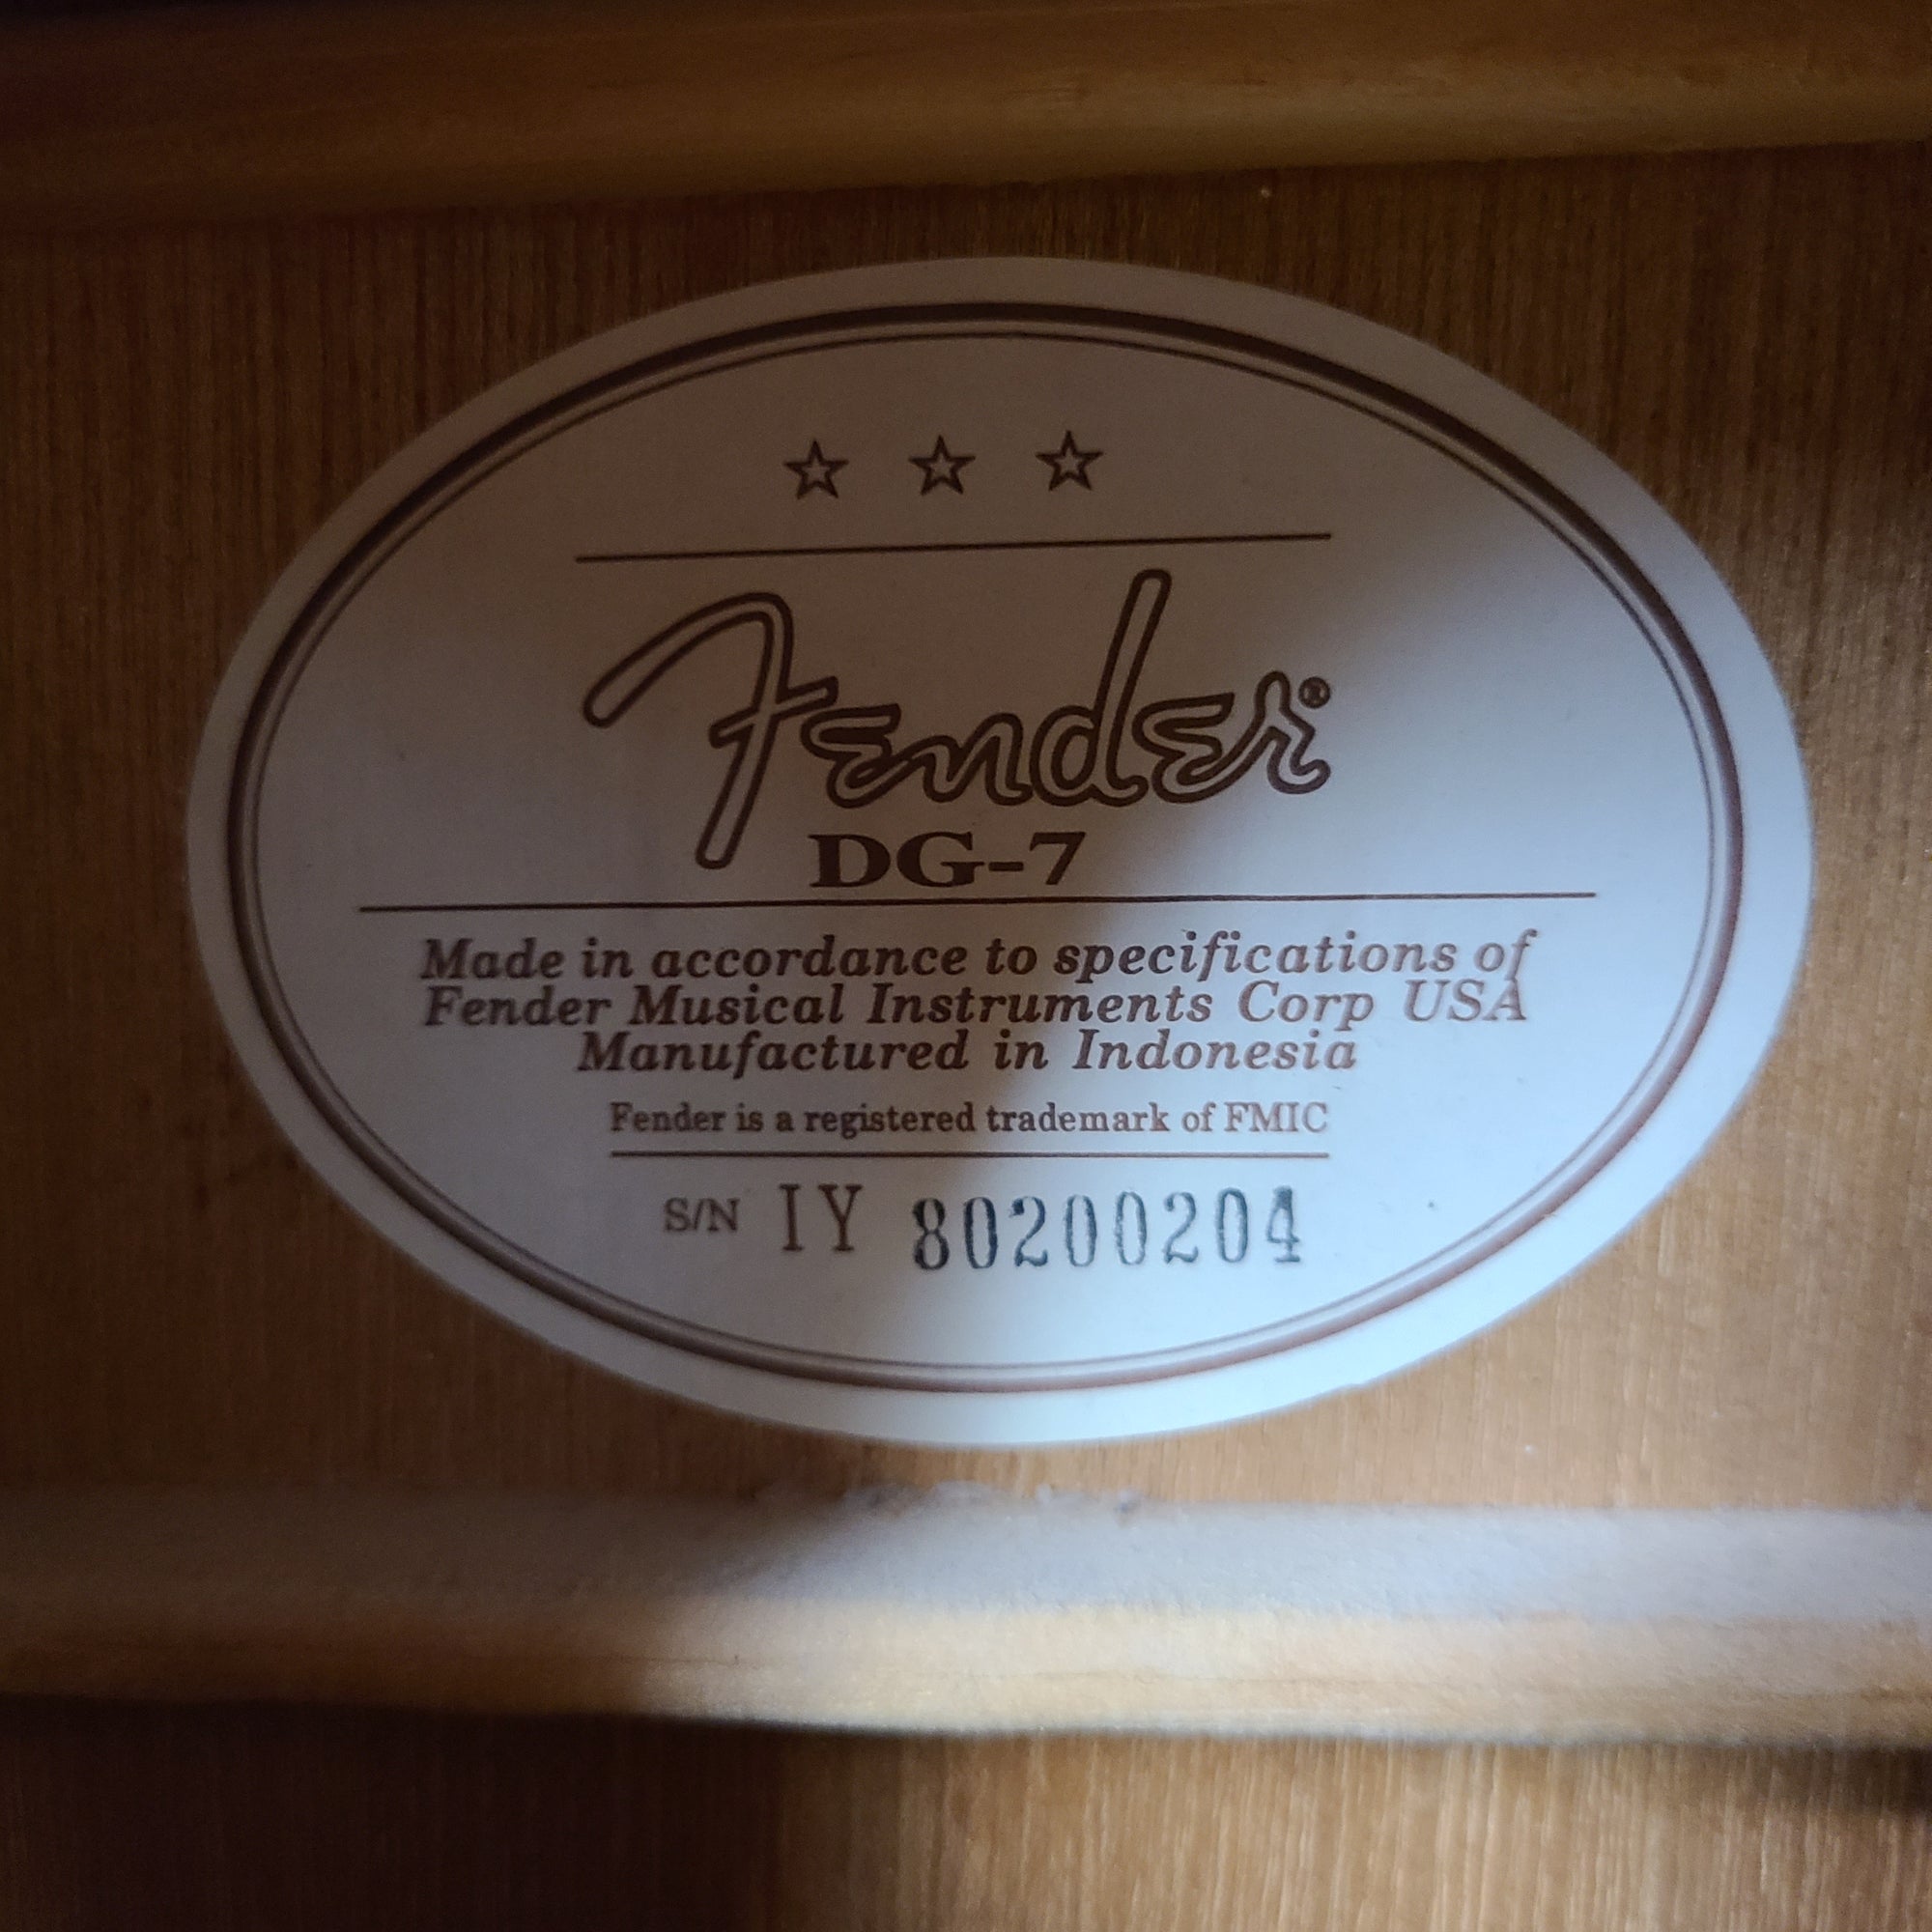 Fender®
DG-7
Made in accordance to specifications of
Fender Musical Instruments Corp USA
Manufactured in Indonesia
Fender is a registered trademark of FMIC
S/N IY 80200204